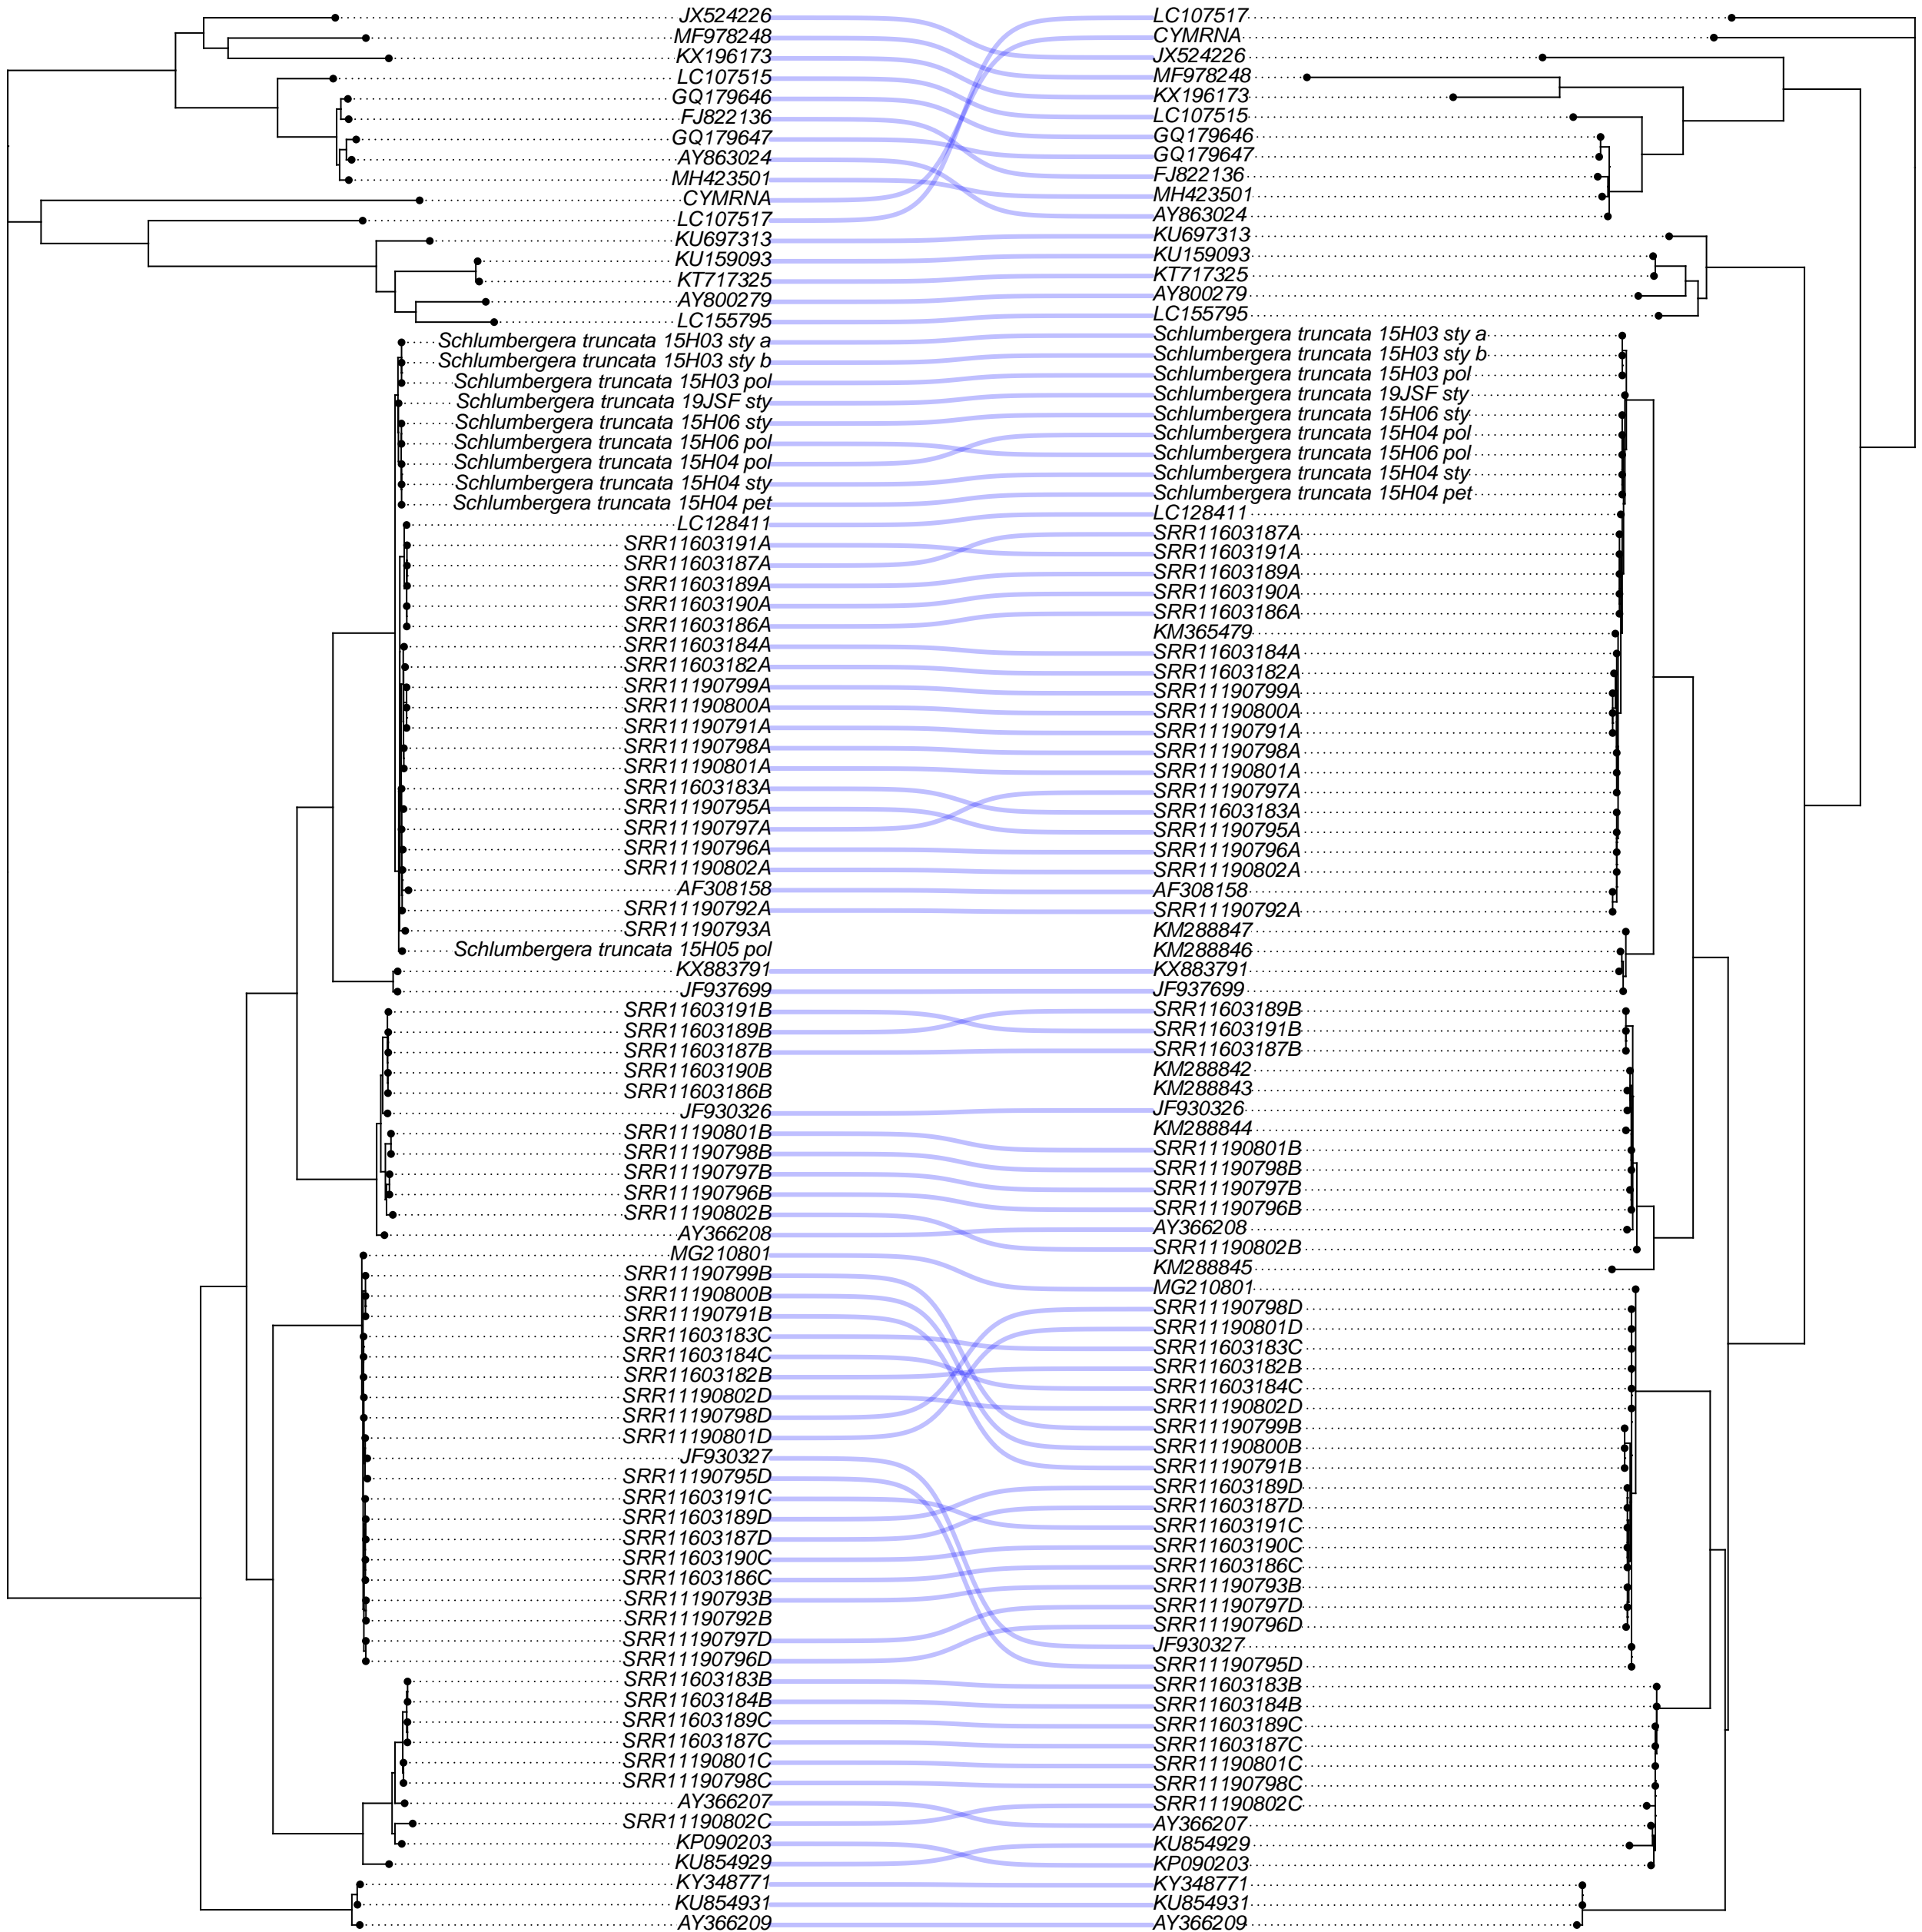 JX524226
MF978248
KX196173
LC107515
GQ179646
FJ822136
GQ179647
AY863024
MH423501
CYMRNA
LC107517
KU697313
KU159093
KT717325
AY800279
LC155795
Schlumbergera truncata 15H03 sty a
Schlumbergera truncata 15H03 sty b
Schlumbergera truncata 15H03 pol
Schlumbergera truncata 19JSF sty
Schlumbergera truncata 15H06 sty
Schlumbergera truncata 15H06 pol
Schlumbergera truncata 15H04 pol
Schlumbergera truncata 15H04 sty
Schlumbergera truncata 15H04 pet
LC128411
SRR11603191A
SRR11603187A
SRR11603189A
SRR11603190A
SRR11603186A
SRR11603184A
SRR11603182A
SRR11190799A
SRR11190800A
SRR11190791A
SRR11190798A
SRR11190801A
SRR11603183A
SRR11190795A
SRR11190797A
SRR11190796A
SRR11190802A
AF308158
SRR11190792A
SRR11190793A
Schlumbergera truncata 15H05 pol
KX883791
JF937699
SRR11603191B
SRR11603189B
SRR11603187B
SRR11603190B
SRR11603186B
JF930326
SRR11190801B
SRR11190798B
SRR11190797B
SRR11190796B
SRR11190802B
AY366208
MG210801
SRR11190799B
SRR11190800B
SRR11190791B
SRR11603183C
SRR11603184C
SRR11603182B
SRR11190802D
SRR11190798D
SRR11190801D
JF930327
SRR11190795D
SRR11603191C
SRR11603189D
SRR11603187D
SRR11603190C
SRR11603186C
SRR11190793B
SRR11190792B
SRR11190797D
SRR11190796D
SRR11603183B
SRR11603184B
SRR11603189C
SRR11603187C
SRR11190801C
SRR11190798C
AY366207
SRR11190802C
KP090203
KU854929
KY348771
KU854931
AY366209
LC107517
CYMRNA
JX524226
MF978248
KX196173
LC107515
GQ179646
GQ179647
FJ822136
MH423501
AY863024
KU697313
KU159093
KT717325
AY800279
LC155795
Schlumbergera truncata 15H03 sty a
Schlumbergera truncata 15H03 sty b
Schlumbergera truncata 15H03 pol
Schlumbergera truncata 19JSF sty
Schlumbergera truncata 15H06 sty
Schlumbergera truncata 15H04 pol
Schlumbergera truncata 15H06 pol
Schlumbergera truncata 15H04 sty
Schlumbergera truncata 15H04 pet
LC128411
SRR11603187A
SRR11603191A
SRR11603189A
SRR11603190A
SRR11603186A
KM365479
SRR11603184A
SRR11603182A
SRR11190799A
SRR11190800A
SRR11190791A
SRR11190798A
SRR11190801A
SRR11190797A
SRR11603183A
SRR11190795A
SRR11190796A
SRR11190802A
AF308158
SRR11190792A
KM288847
KM288846
KX883791
JF937699
SRR11603189B
SRR11603191B
SRR11603187B
KM288842
KM288843
JF930326
KM288844
SRR11190801B
SRR11190798B
SRR11190797B
SRR11190796B
AY366208
SRR11190802B
KM288845
MG210801
SRR11190798D
SRR11190801D
SRR11603183C
SRR11603182B
SRR11603184C
SRR11190802D
SRR11190799B
SRR11190800B
SRR11190791B
SRR11603189D
SRR11603187D
SRR11603191C
SRR11603190C
SRR11603186C
SRR11190793B
SRR11190797D
SRR11190796D
JF930327
SRR11190795D
SRR11603183B
SRR11603184B
SRR11603189C
SRR11603187C
SRR11190801C
SRR11190798C
SRR11190802C
AY366207
KU854929
KP090203
KY348771
KU854931
AY366209